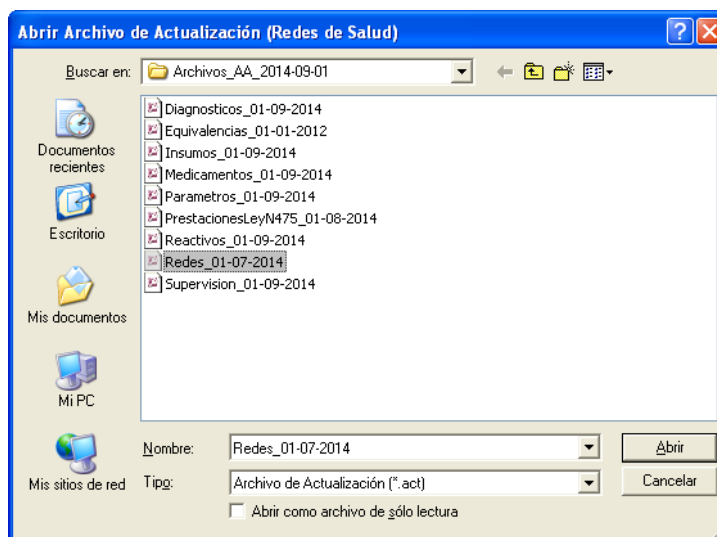 Abrir Archivo de Actualización (Redes de Salud)
Buscar en: Archivos_AA_2014-09-01
Documentos recientes
Escritorio
Mis documentos
Mi PC
Mis sitios de red
Diagnosticos_01-09-2014
Equivalencias_01-01-2012
Insumos_01-09-2014
Medicamentos_01-09-2014
Parametros_01-09-2014
PrestacionesLeyN475_01-08-2014
Reactivos_01-09-2014
Redes_01-07-2014
Supervision_01-09-2014
Nombre: Redes_01-07-2014 Abrir
Tipo: Archivo de Actualización (*.act) Cancelar
Abrir como archivo de sólo lectura